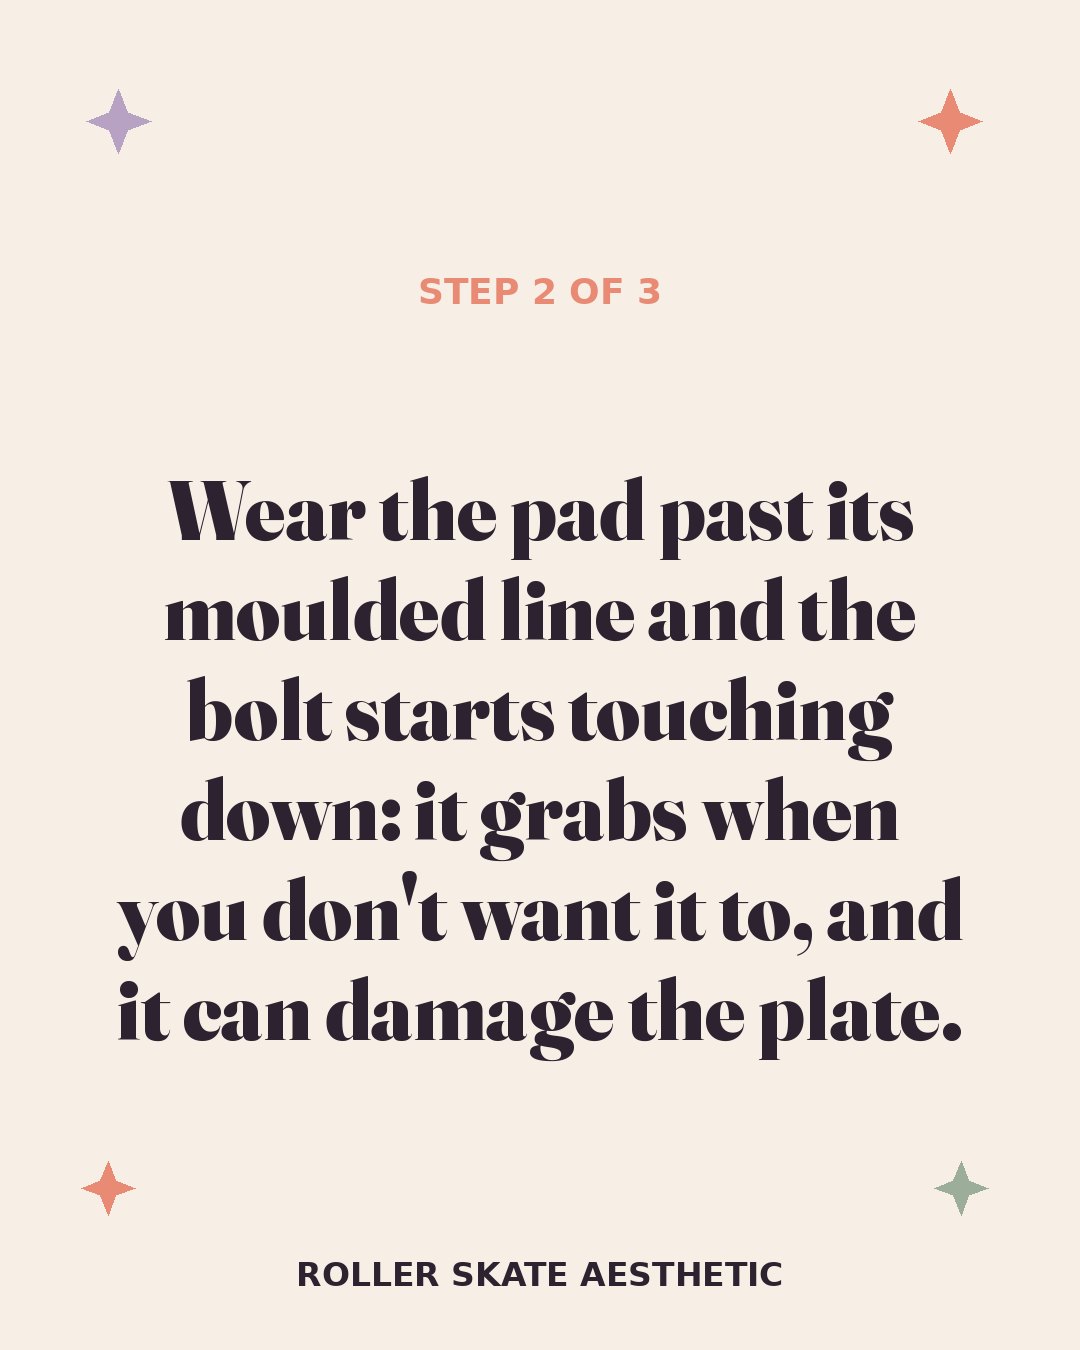 STEP 2 OF 3
Wear the pad past its
moulded line and the
bolt starts touching
down: it grabs when
you don't want it to, and
it can damage the plate.
ROLLER SKATE AESTHETIC